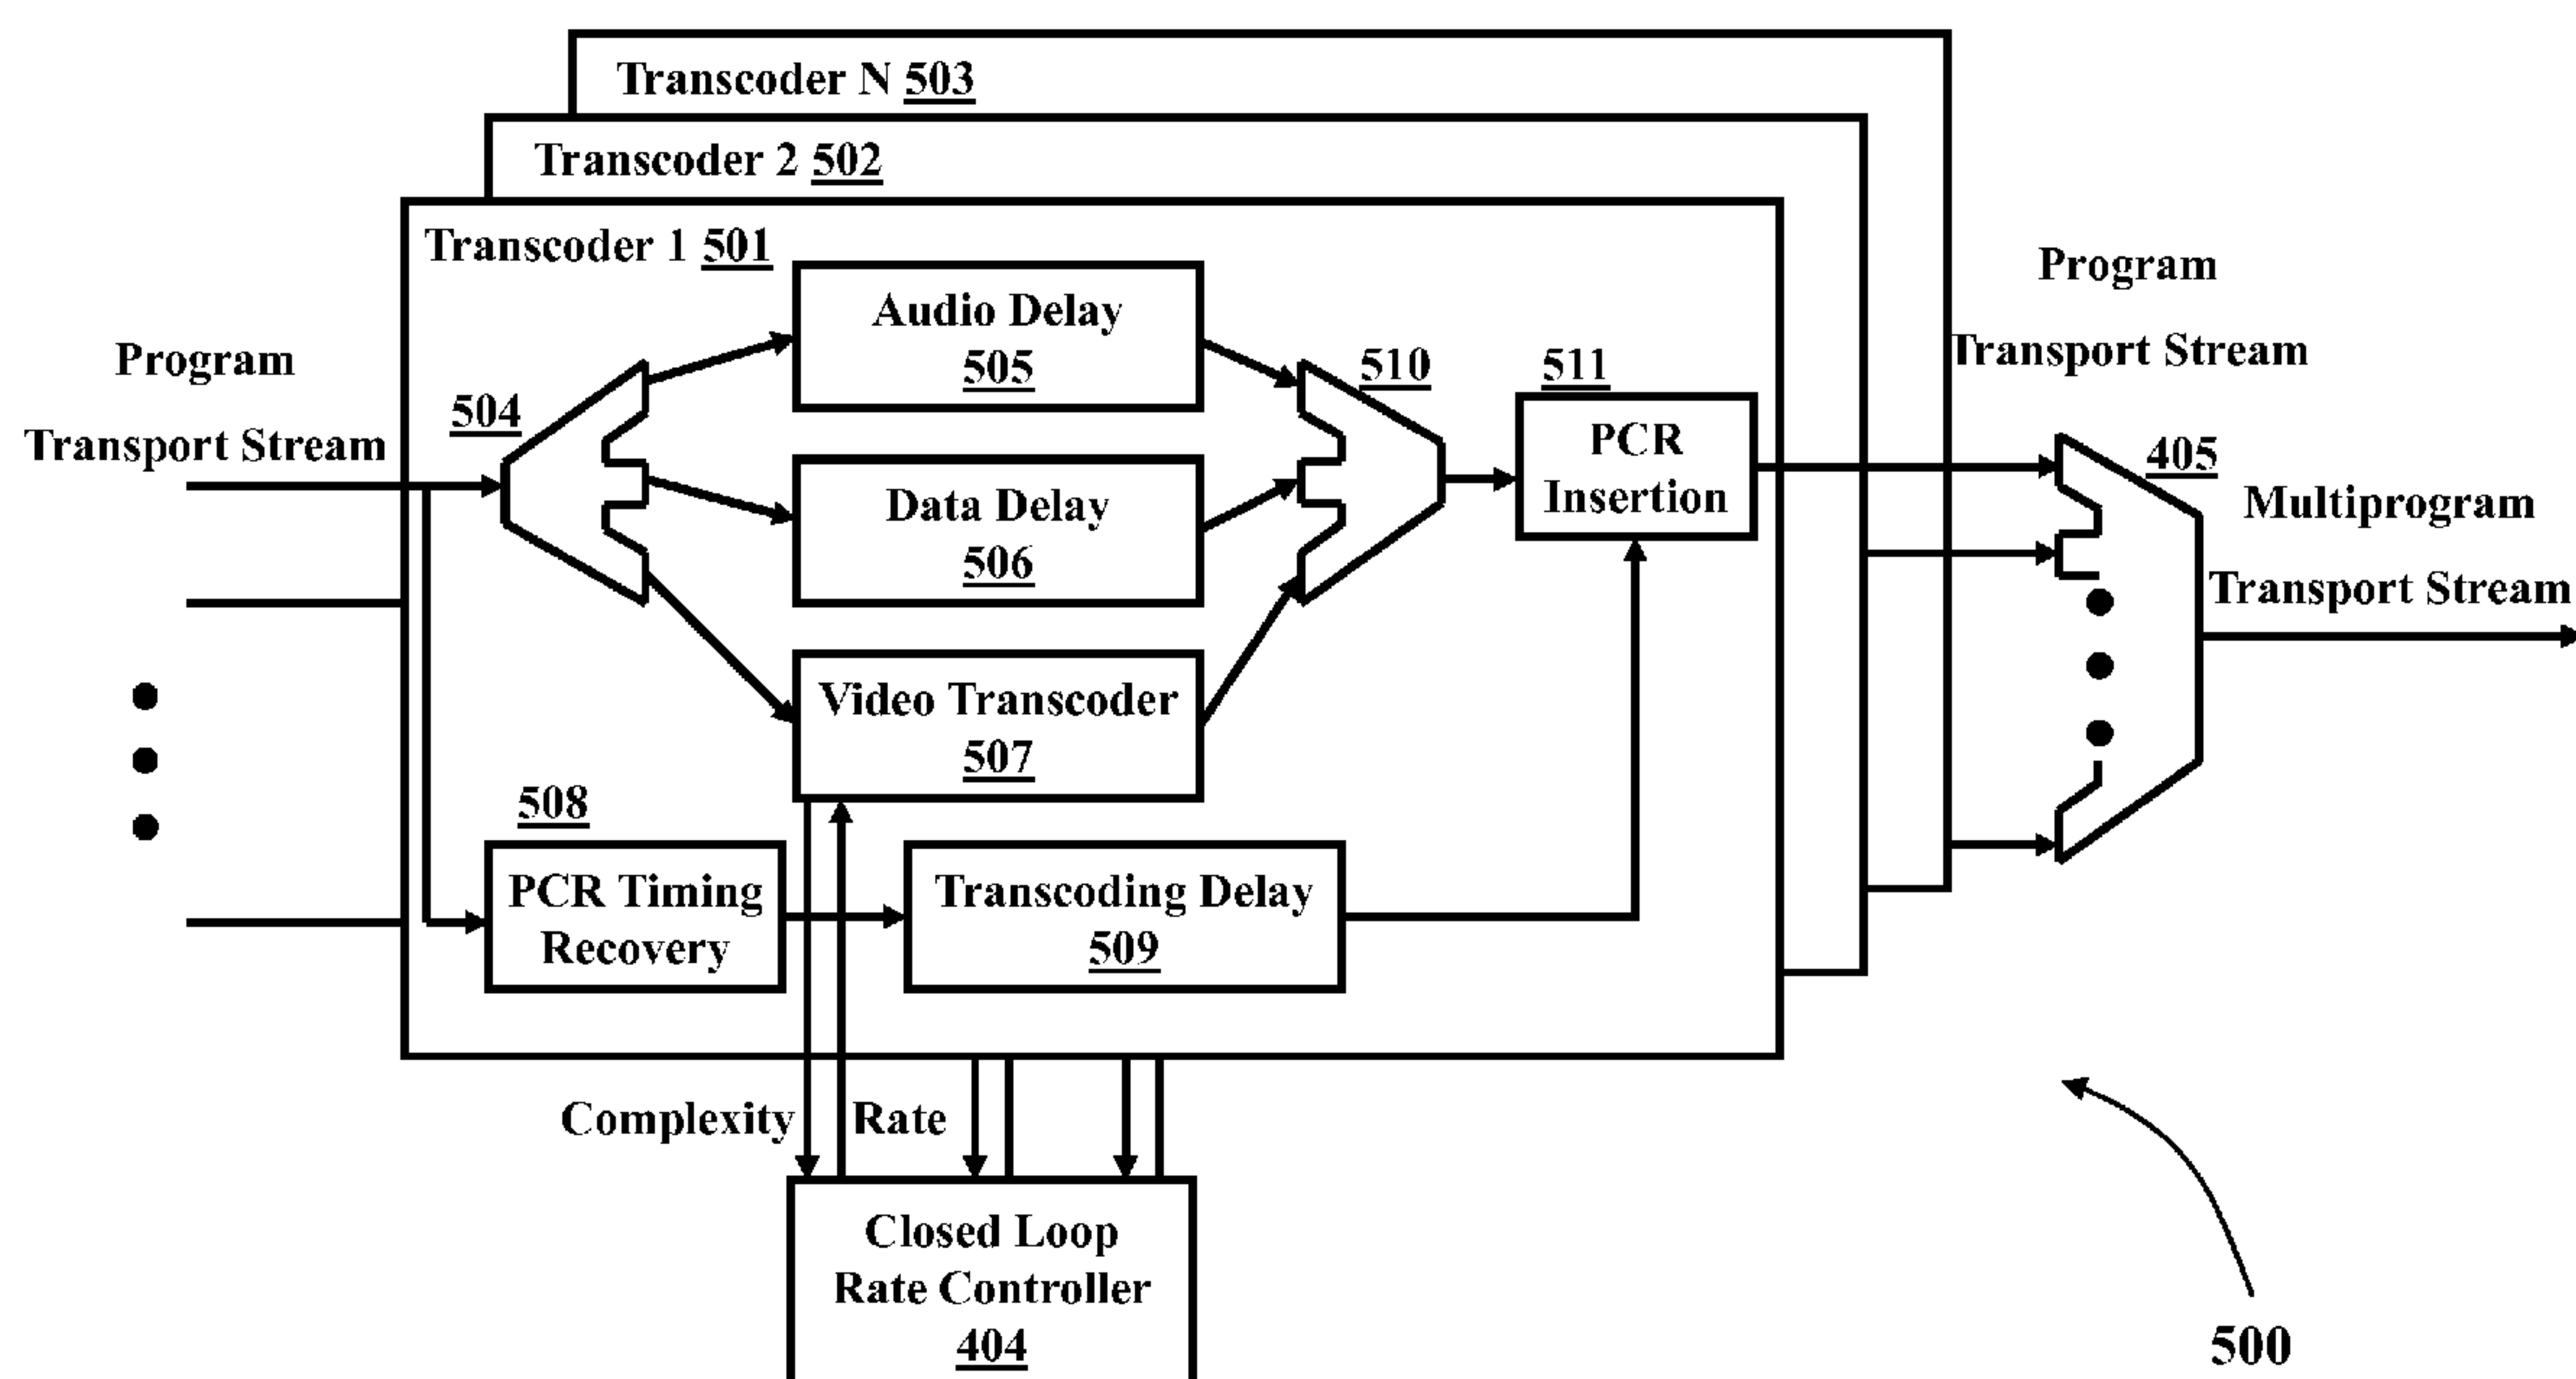 Transcoder N 503
Transcoder 2 502
Transcoder 1 501
Program
Transport Stream
504
Audio Delay
505
Data Delay
506
Video Transcoder
507
510
511
PCR
Insertion
508
PCR Timing
Recovery
Transcoding Delay
509
Program
Transport Stream
405
Multiprogram
Transport Stream
Complexity
Rate
Closed Loop
Rate Controller
404
500